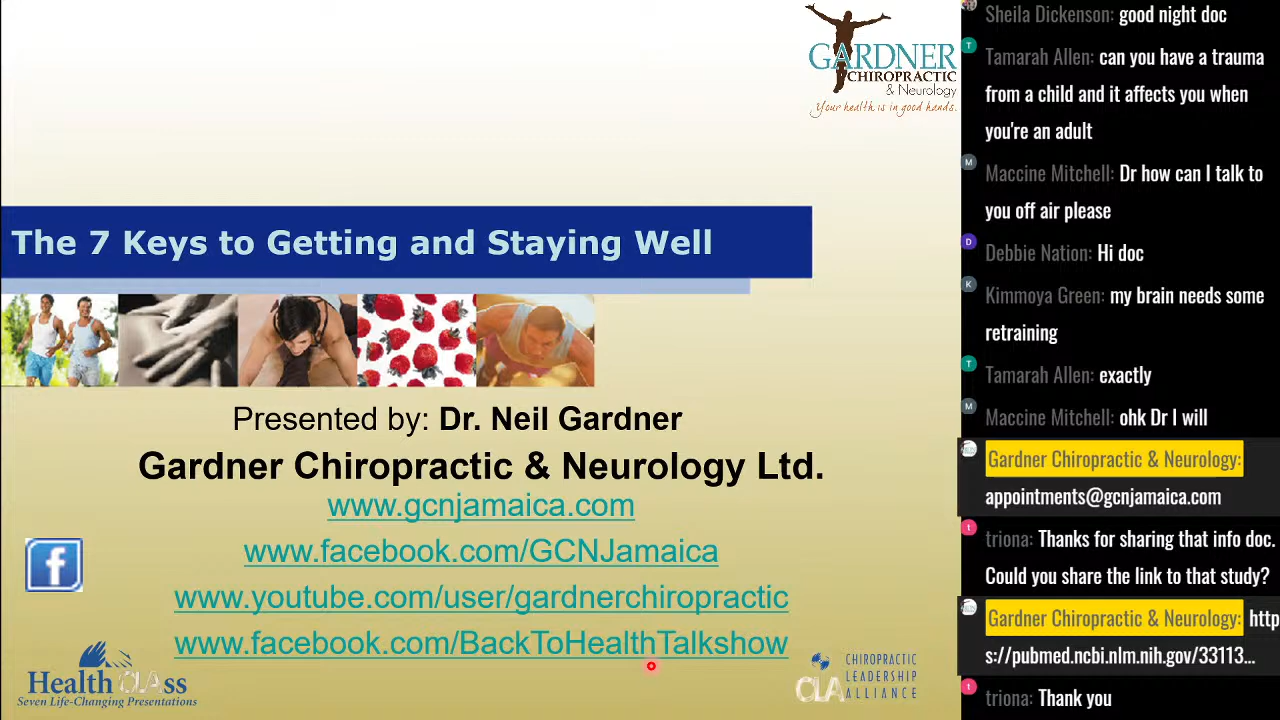 GARDNER
CHIROPRACTIC
& Neurology
Your health is in good hands.
The 7 Keys to Getting and Staying Well
Presented by: Dr. Neil Gardner
Gardner Chiropractic & Neurology Ltd.
www.gcnjamaica.com
www.facebook.com/GCNJamaica
www.youtube.com/user/gardnerchiropractic
www.facebook.com/BackToHealthTalkshow
f
Health CLAss
Seven Life-Changing Presentations
CLA
CHIROPRACTIC
LEADERSHIP
ALLIANCE
Sheila Dickenson: good night doc
T
Tamarah Allen: can you have a trauma
from a child and it affects you when
you're an adult
M
Maccine Mitchell: Dr how can I talk to
you off air please
D
Debbie Nation: Hi doc
K
Kimmoya Green: my brain needs some
retraining
T
Tamarah Allen: exactly
M
Maccine Mitchell: ohk Dr I will
Gardner Chiropractic & Neurology:
appointments@gcnjamaica.com
t
triona: Thanks for sharing that info doc.
Could you share the link to that study?
Gardner Chiropractic & Neurology: http
s://pubmed.ncbi.nlm.nih.gov/33113...
t
triona: Thank you